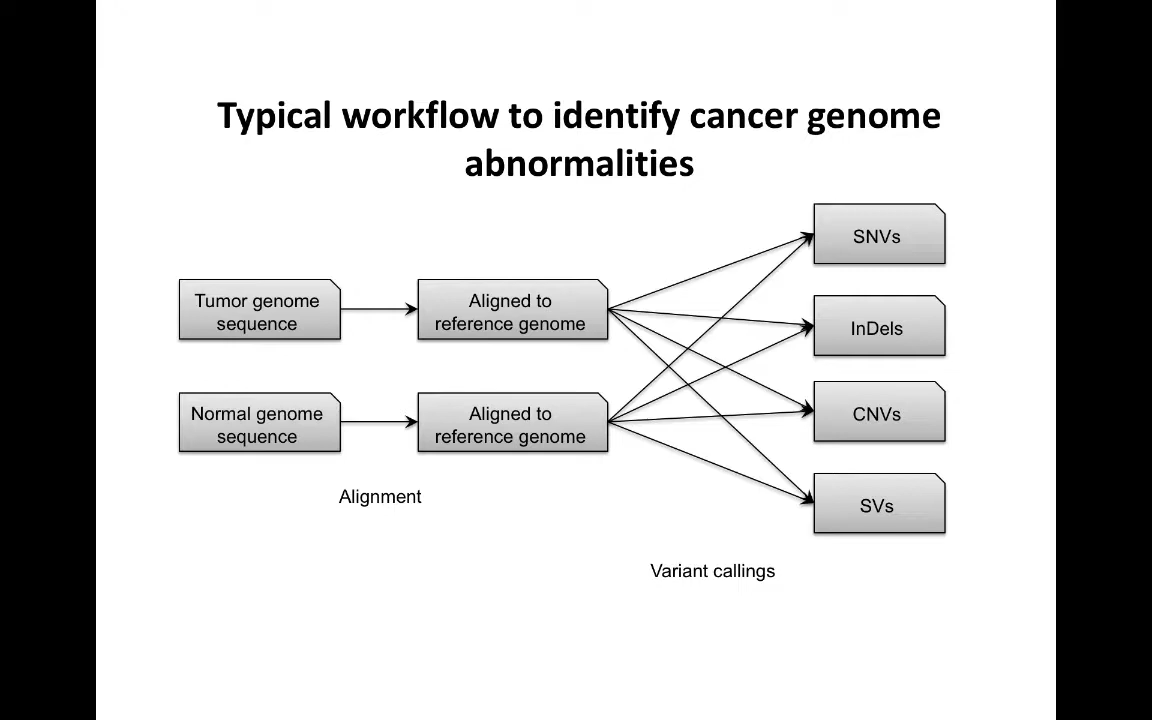 Typical workflow to identify cancer genome
abnormalities
Tumor genome
sequence
Aligned to
reference genome
Normal genome
sequence
Aligned to
reference genome
SNVs
InDels
CNVs
SVs
Alignment
Variant callings